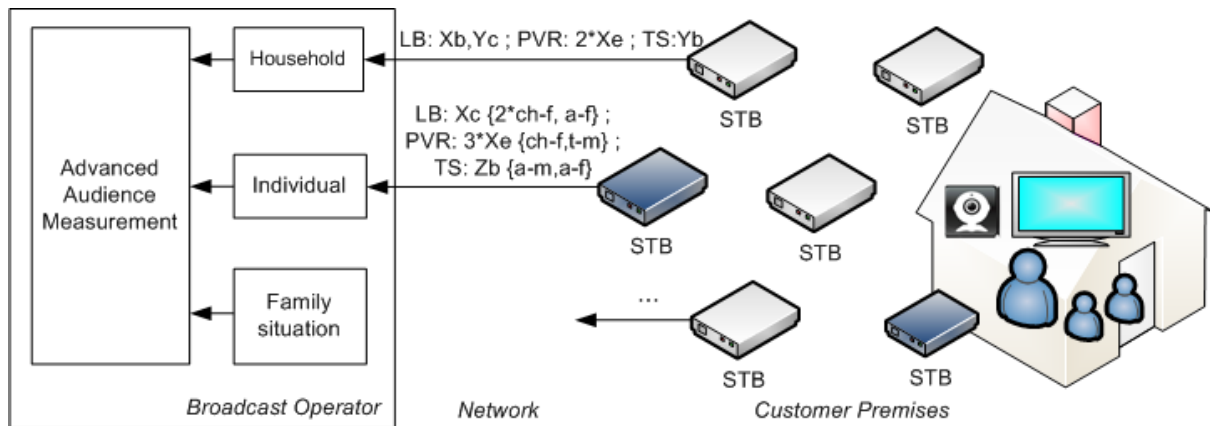 LB: Xb,Yc ; PVR: 2*Xe ; TS:Yb
Household
STB
STB
LB: Xc {2*ch-f, a-f} ;
PVR: 3*Xe {ch-f,t-m} ;
TS: Zb {a-m,a-f}
Advanced
Audience
Measurement
Individual
STB
STB
Family
situation
...
STB
STB
Broadcast Operator
Network
Customer Premises